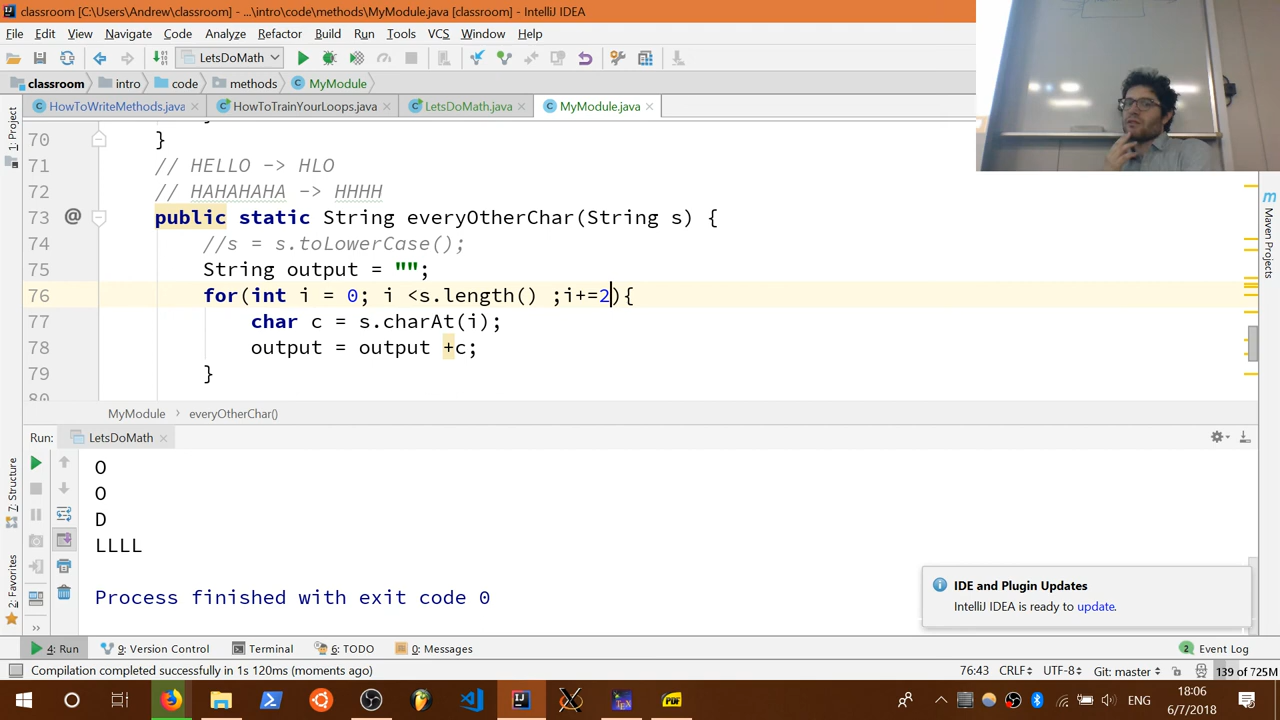 classroom [C:\Users\Andrew\classroom] - ...\intro\code\methods\MyModule.java [classroom] - IntelliJ IDEA
File Edit View Navigate Code Analyze Refactor Build Run Tools VCS Window Help
LetsDoMath
classroom intro code methods MyModule
HowToWriteMethods.java HowToTrainYourLoops.java LetsDoMath.java MyModule.java
1: Project
Maven Projects
70 }
71 // HELLO -> HLO
72 // HAHAHAHA -> HHHH
73 @ public static String everyOtherChar(String s) {
74 //s = s.toLowerCase();
75 String output = "";
76 for(int i = 0; i <s.length() ;i+=2){
77 char c = s.charAt(i);
78 output = output +c;
79 }
80
MyModule › everyOtherChar()
Run: LetsDoMath
7: Structure
2: Favorites
O
O
D
LLLL
Process finished with exit code 0
IDE and Plugin Updates
IntelliJ IDEA is ready to update.
4: Run 9: Version Control Terminal 6: TODO 0: Messages 2 Event Log
Compilation completed successfully in 1s 120ms (moments ago) 76:43 CRLF UTF-8 Git: master 139 of 725M
ENG 18:06
6/7/2018